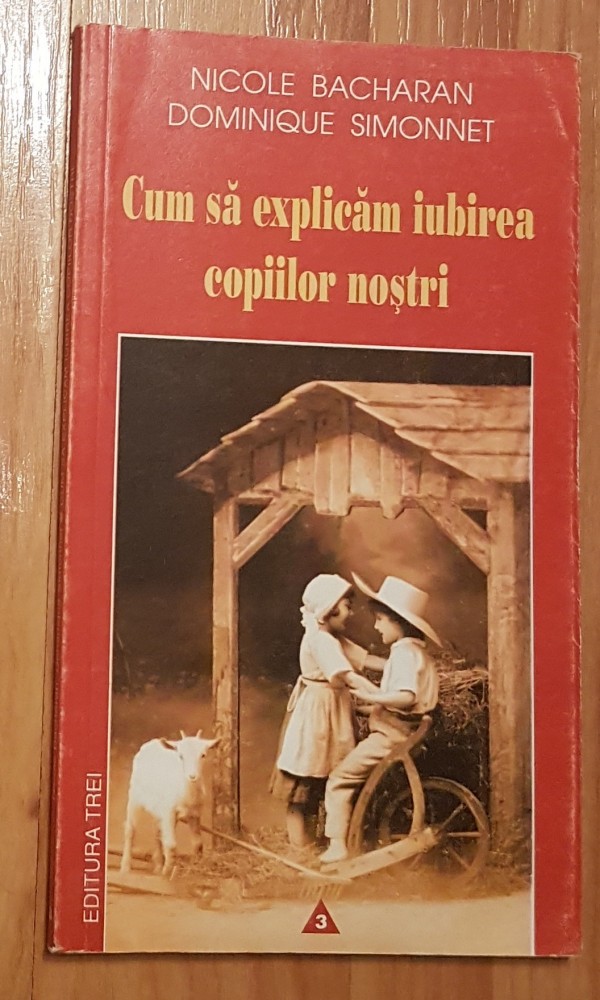 NICOLE BACHARAN
DOMINIQUE SIMONNET
Cum să explicăm iubirea
copiilor noştri
EDITURA TREI
3